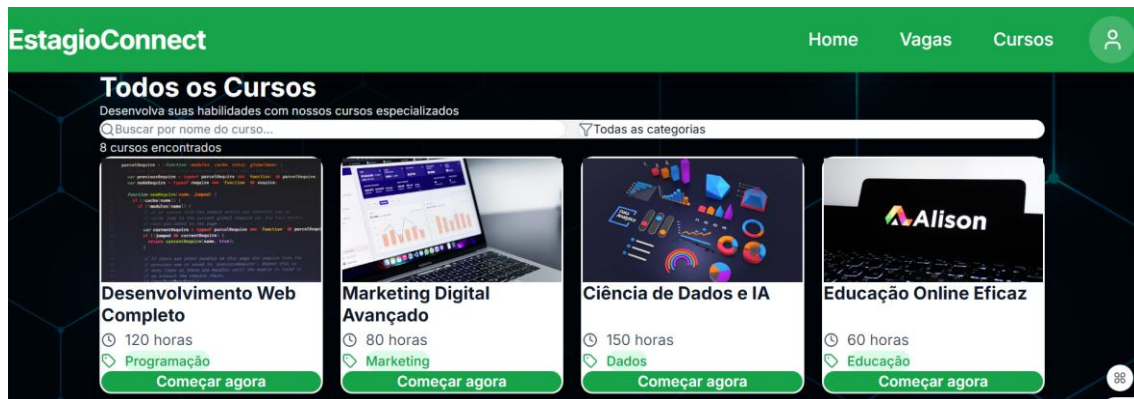 EstagioConnect
Home
Vagas
Cursos
Todos os Cursos
Desenvolva suas habilidades com nossos cursos especializados
Buscar por nome do curso...
Todas as categorias
8 cursos encontrados
Alison
Desenvolvimento Web
Completo
120 horas
Programação
Começar agora
Marketing Digital
Avançado
80 horas
Marketing
Começar agora
Ciência de Dados e IA
150 horas
Dados
Começar agora
Educação Online Eficaz
60 horas
Educação
Começar agora